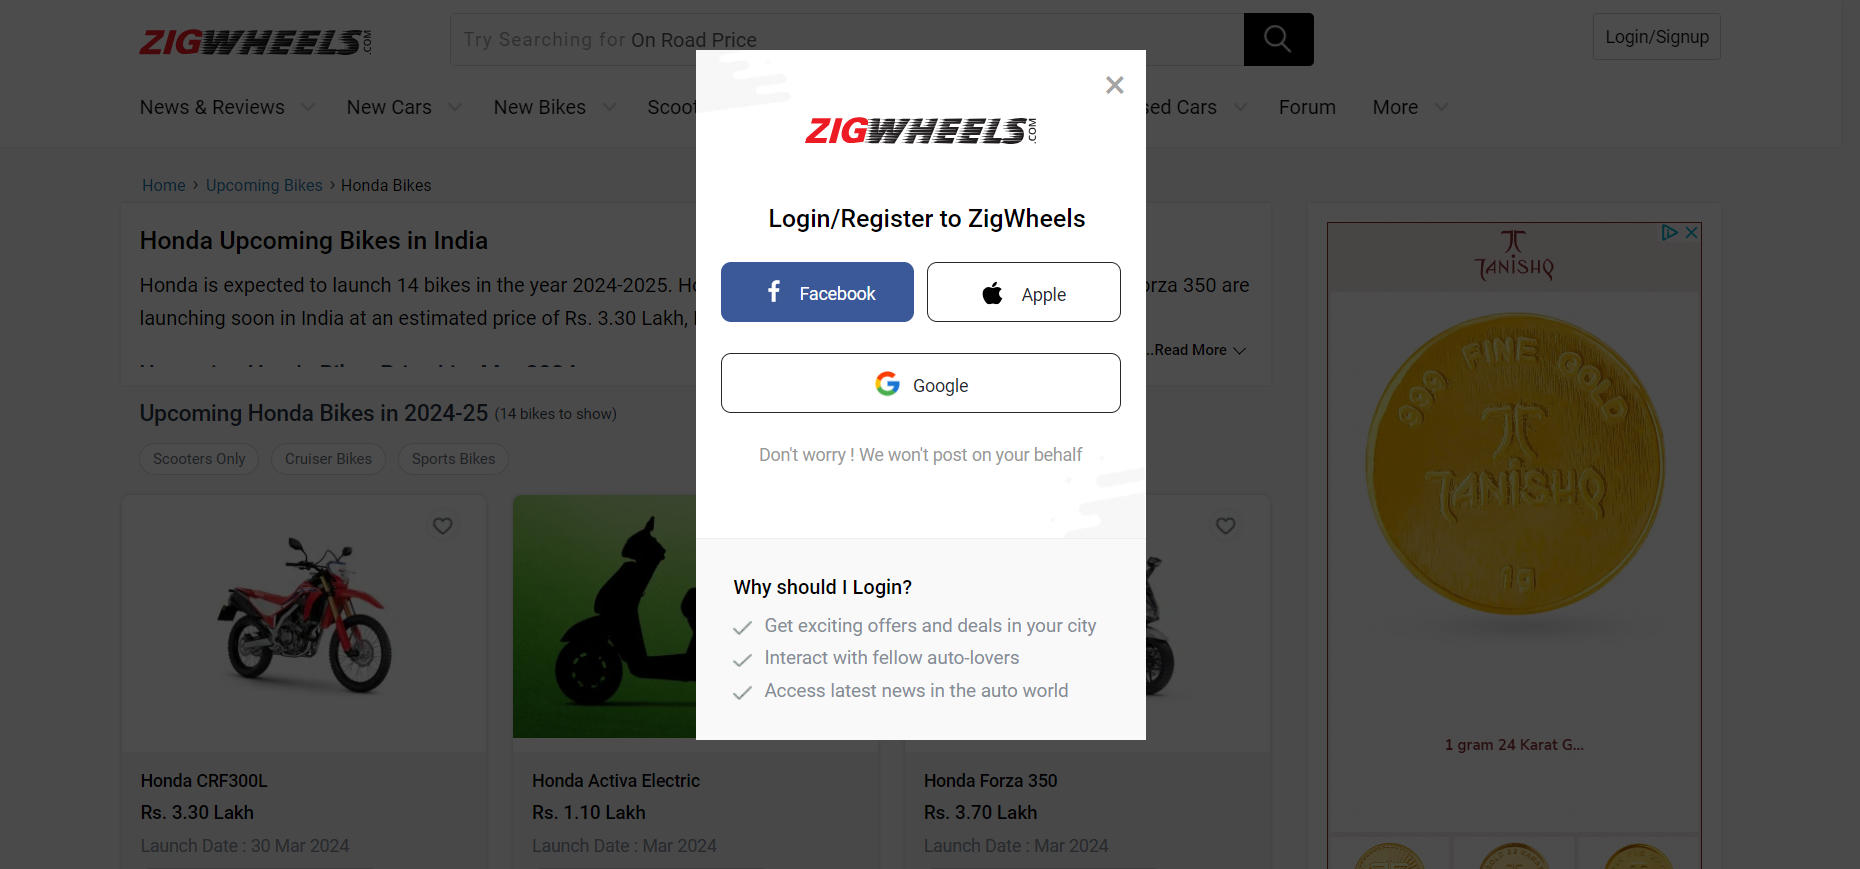 ZIGWHEELS.COM
Try Searching for On Road Price
Login/Signup
News & Reviews
New Cars
New Bikes
Scoot
sed Cars
Forum
More
Home › Upcoming Bikes › Honda Bikes
Honda Upcoming Bikes in India
Honda is expected to launch 14 bikes in the year 2024-2025. Ho
orza 350 are
launching soon in India at an estimated price of Rs. 3.30 Lakh,
...Read More
Upcoming Honda Bikes in 2024-25 (14 bikes to show)
Scooters Only
Cruiser Bikes
Sports Bikes
Honda CRF300L
Rs. 3.30 Lakh
Launch Date : 30 Mar 2024
Honda Activa Electric
Rs. 1.10 Lakh
Launch Date : Mar 2024
Honda Forza 350
Rs. 3.70 Lakh
Launch Date : Mar 2024
ZIGWHEELS.COM
Login/Register to ZigWheels
Facebook
Apple
Google
Don't worry ! We won't post on your behalf
Why should I Login?
Get exciting offers and deals in your city
Interact with fellow auto-lovers
Access latest news in the auto world
TANISHQ
999 FINE GOLD
TANISHQ
1g
1 gram 24 Karat G...